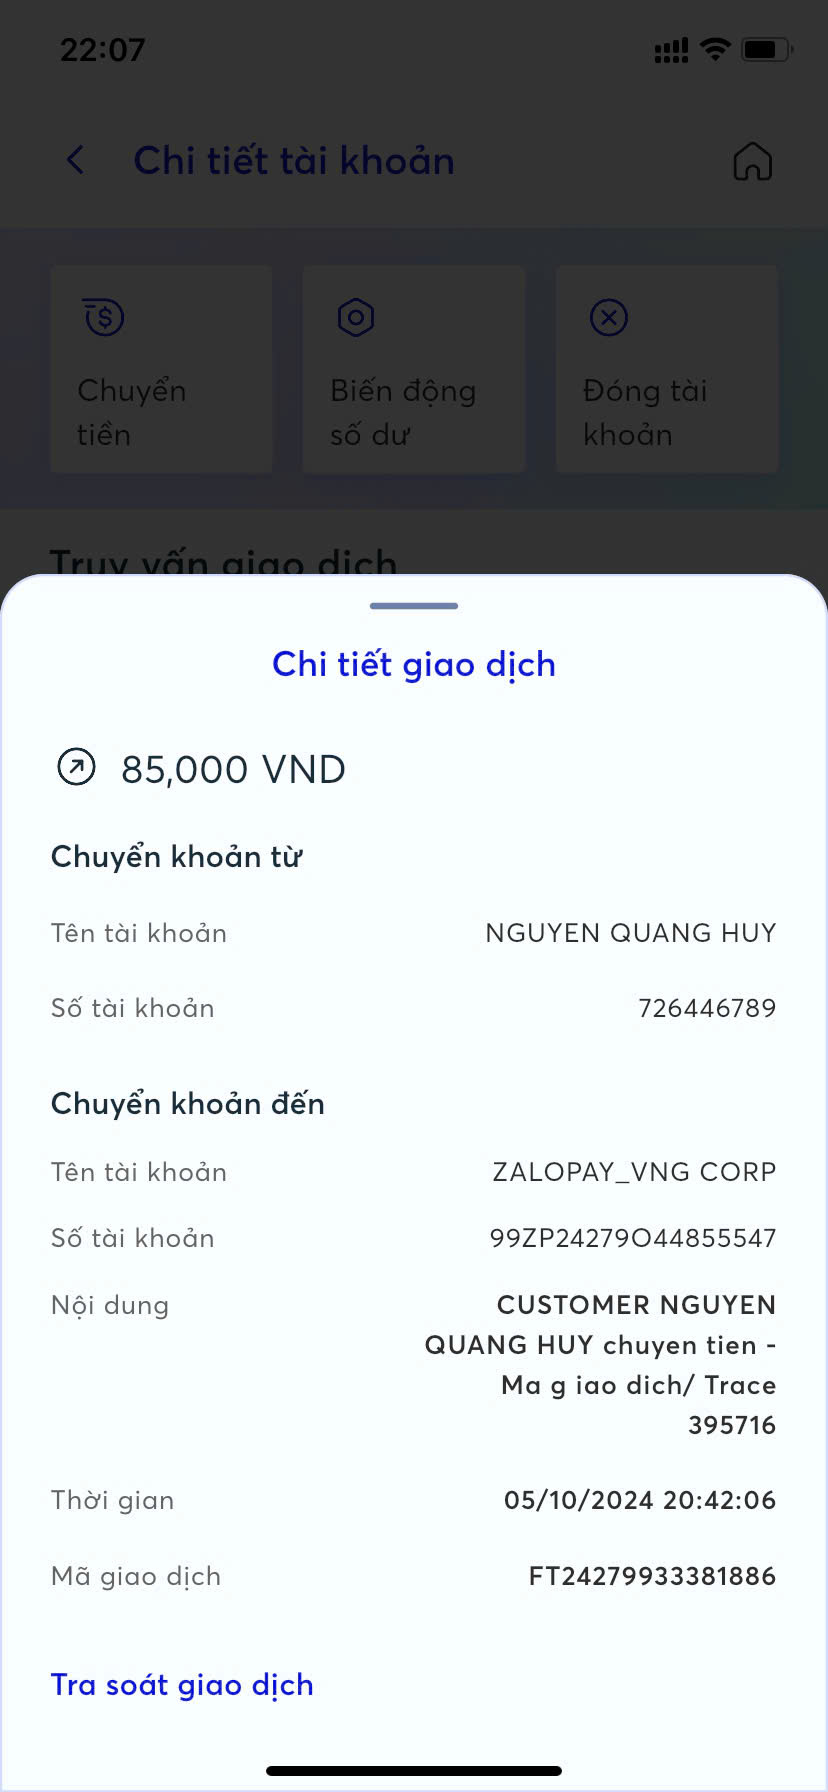 22:07
Chi tiết tài khoản
Chuyển
tiền
Biến động
số dư
Đóng tài
khoản
Truy vấn giao dịch
Chi tiết giao dịch
85,000 VND
Chuyển khoản từ
Tên tài khoản NGUYEN QUANG HUY
Số tài khoản 726446789
Chuyển khoản đến
Tên tài khoản ZALOPAY_VNG CORP
Số tài khoản 99ZP24279O44855547
Nội dung CUSTOMER NGUYEN
QUANG HUY chuyen tien -
Ma g iao dich/ Trace
395716
Thời gian 05/10/2024 20:42:06
Mã giao dịch FT24279933381886
Tra soát giao dịch